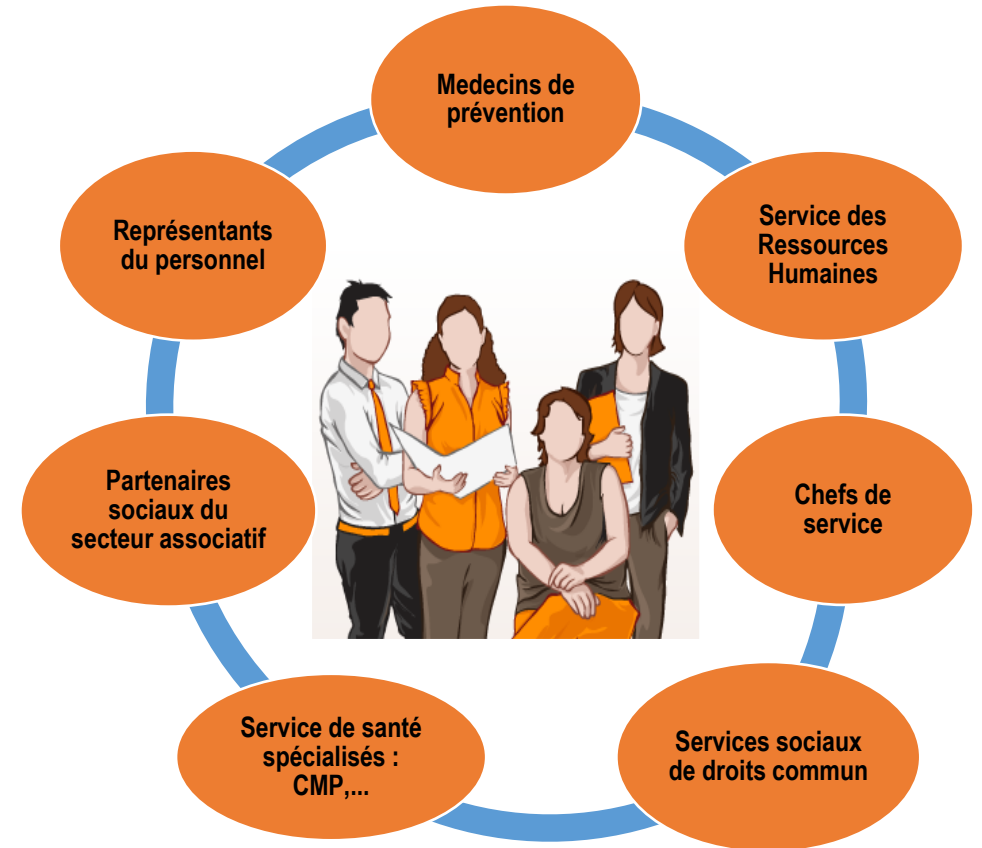 Medecins de
prévention
Service des
Ressources
Humaines
Chefs de
service
Services sociaux
de droits commun
Service de santé
spécialisés :
CMP,...
Partenaires
sociaux du
secteur associatif
Représentants
du personnel